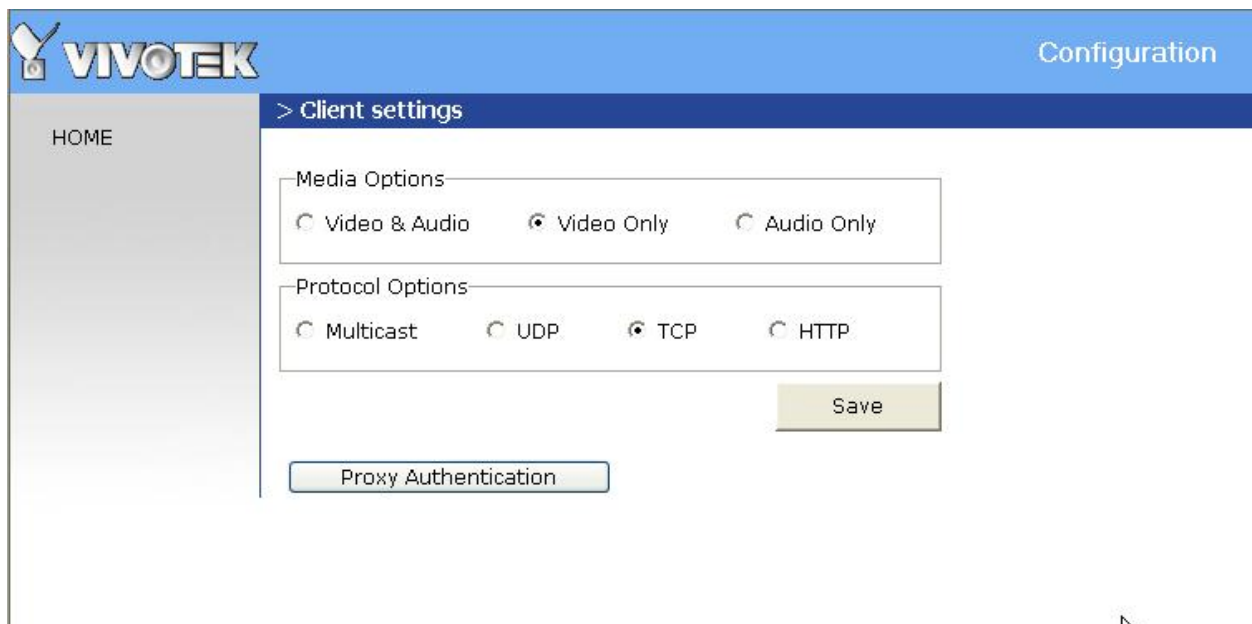 VIVOTEK
Configuration
> Client settings
HOME
Media Options
Video & Audio Video Only Audio Only
Protocol Options
Multicast UDP TCP HTTP
Save
Proxy Authentication